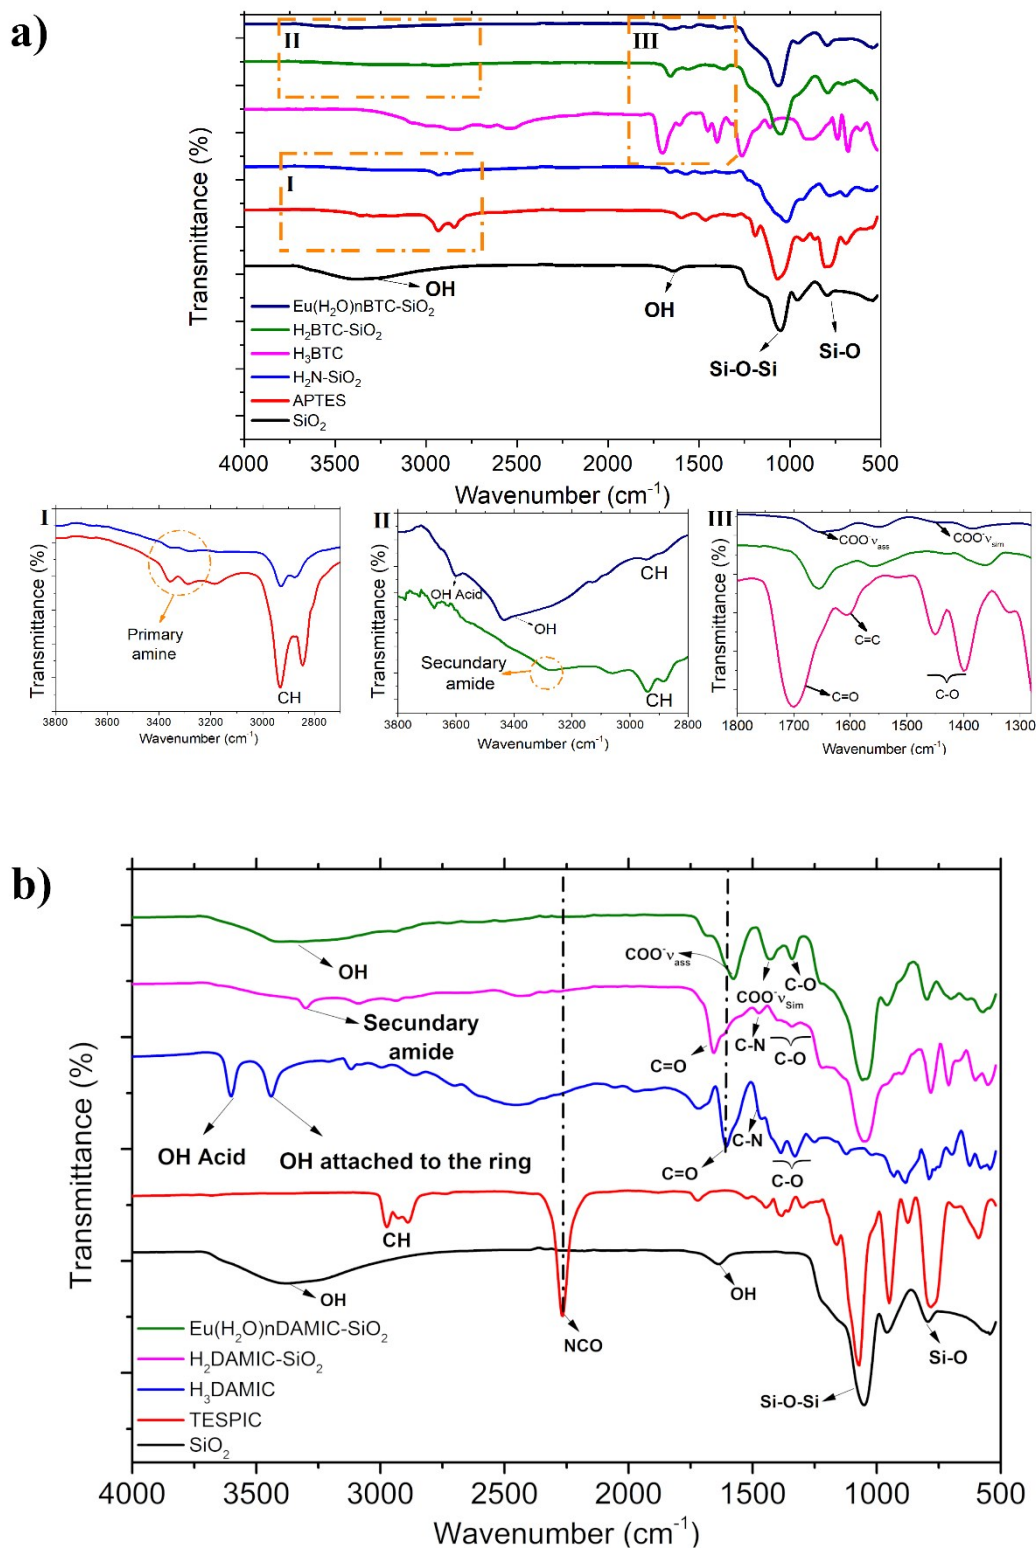 a)
II
III
I
OH
OH
Si-O-Si
Si-O
Eu(H₂O)nBTC-SiO₂
H₂BTC-SiO₂
H₃BTC
H₂N-SiO₂
APTES
SiO₂
Transmittance (%)
4000 3500 3000 2500 2000 1500 1000 500
Wavenumber (cm⁻¹)
I
Primary
amine
CH
Transmittance (%)
3800 3600 3400 3200 3000 2800
Wavenumber (cm⁻¹)
II
OH Acid
OH
CH
Secundary
amide
CH
Transmittance (%)
3800 3600 3400 3200 3000 2800
Wavenumber (cm⁻¹)
III
COO⁻ν_ass
COO⁻ν_sim
C=C
C=O
C-O
Transmittance (%)
1800 1700 1600 1500 1400 1300
Wavenumber (cm⁻¹)
b)
OH
COO⁻ν_ass
COO⁻ν_Sim
C-O
Secundary
amide
C=O
C-N
C-O
OH Acid
OH attached to the ring
C=O
C-N
C-O
CH
NCO
OH
OH
Si-O-Si
Si-O
Eu(H₂O)nDAMIC-SiO₂
H₂DAMIC-SiO₂
H₃DAMIC
TESPIC
SiO₂
Transmittance (%)
4000 3500 3000 2500 2000 1500 1000 500
Wavenumber (cm⁻¹)